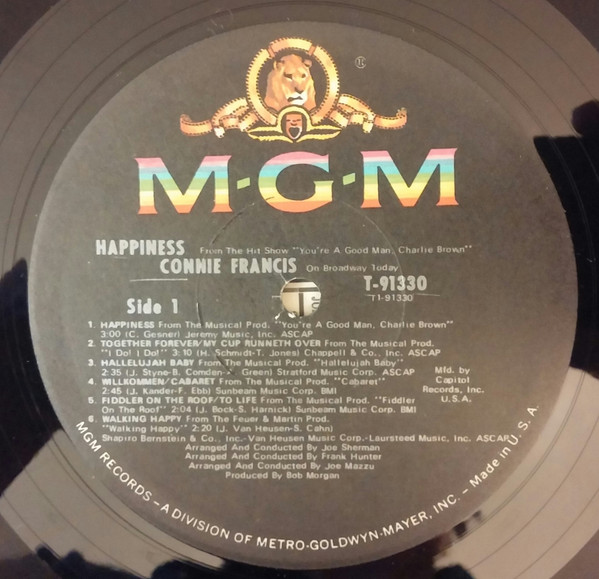 ®
M·G·M
HAPPINESS From The Hit Show "You're A Good Man, Charlie Brown"
CONNIE FRANCIS On Broadway Today
T-91330
T1-91330
Side 1
1. HAPPINESS From The Musical Prod. "You're A Good Man, Charlie Brown"
3:00 (C. Gesner) Jeremy Music, Inc. ASCAP
2. TOGETHER FOREVER/MY CUP RUNNETH OVER From The Musical Prod.
"I Do! I Do!" 3:10 (H. Schmidt-T. Jones) Chappell & Co., Inc. ASCAP
3. HALLELUJAH BABY From The Musical Prod. "Hallelujah Baby"
2:35 (J. Styne-B. Comden-A. Green) Stratford Music Corp. ASCAP
4. WILLKOMMEN/CABARET From The Musical Prod. "Cabaret"
2:45 (J. Kander-F. Ebb) Sunbeam Music Corp. BMI
5. FIDDLER ON THE ROOF/TO LIFE From The Musical Prod. "Fiddler
On The Roof" 2:04 (J. Bock-S. Harnick) Sunbeam Music Corp. BMI
6. WALKING HAPPY From The Feuer & Martin Prod.
"Walking Happy" 2:20 (J. Van Heusen-S. Cahn)
Shapiro Bernstein & Co., Inc.-Van Heusen Music Corp.-Laursteed Music, Inc. ASCAP
Mfd. by
Capitol
Records, Inc.
U.S.A.
Arranged And Conducted By Joe Sherman
Arranged And Conducted By Frank Hunter
Arranged And Conducted By Joe Mazzu
Produced By Bob Morgan
MGM RECORDS – A DIVISION OF METRO-GOLDWYN-MAYER, INC. – Made in U. S. A.